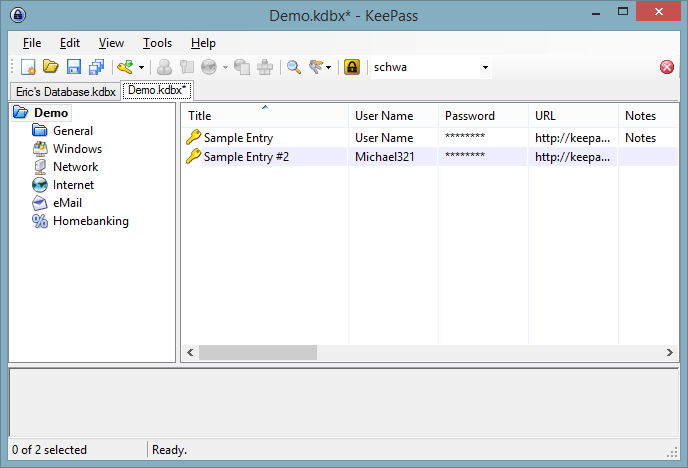 Demo.kdbx* - KeePass
File Edit View Tools Help
schwa
Eric's Database.kdbx Demo.kdbx*
Demo
General
Windows
Network
Internet
eMail
Homebanking
Title User Name Password URL Notes
Sample Entry User Name ******** http://keepa... Notes
Sample Entry #2 Michael321 ******** http://keepa...
0 of 2 selected Ready.